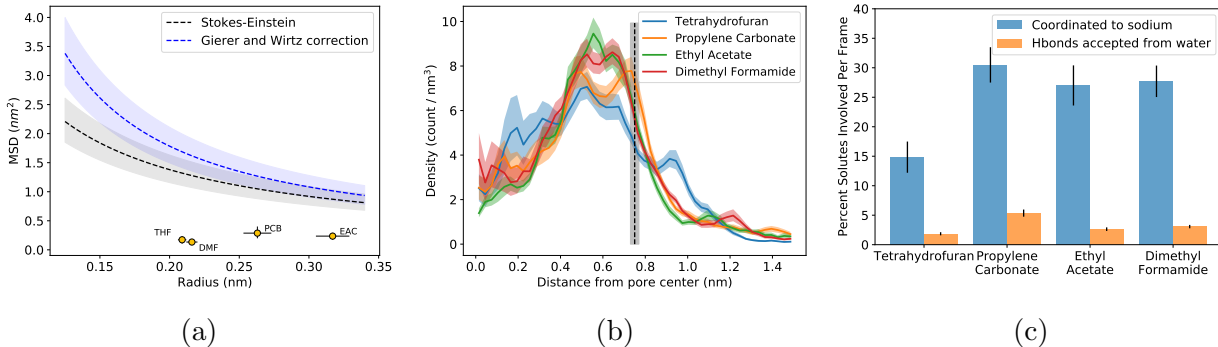 Stokes-Einstein
Gierer and Wirtz correction
MSD (nm²)
4.0
3.5
3.0
2.5
2.0
1.5
1.0
0.5
0.0
THF
DMF
PCB
EAC
0.15
0.20
0.25
0.30
0.35
Radius (nm)
(a)
Tetrahydrofuran
Propylene Carbonate
Ethyl Acetate
Dimethyl Formamide
Density (count / nm³)
10
8
6
4
2
0
0.0
0.2
0.4
0.6
0.8
1.0
1.2
1.4
Distance from pore center (nm)
(b)
Coordinated to sodium
Hbonds accepted from water
Percent Solutes Involved Per Frame
35
30
25
20
15
10
5
0
Tetrahydrofuran
Propylene
Carbonate
Ethyl
Acetate
Dimethyl
Formamide
(c)